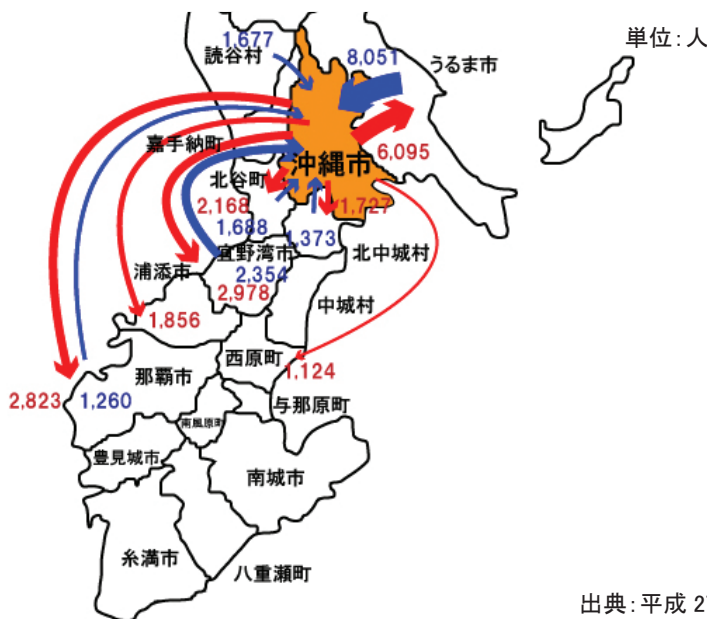 単位：人
1,677
読谷村
8,051
うるま市
嘉手納町
6,095
沖縄市
北谷町
2,168
1,727
1,688
1,373
宜野湾市
北中城村
2,354
浦添市
2,978
中城村
1,856
西原町
1,124
那覇市
2,823
1,260
与那原町
南風原町
豊見城市
南城市
糸満市
八重瀬町
出典：平成 2